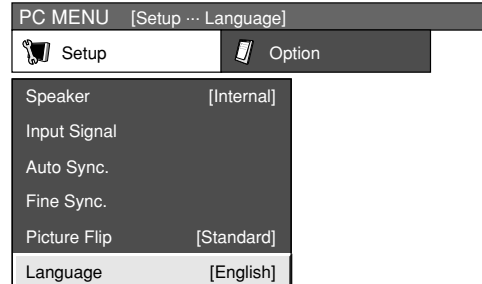 PC MENU [Setup ··· Language]
Setup Option
Speaker [Internal]
Input Signal
Auto Sync.
Fine Sync.
Picture Flip [Standard]
Language [English]